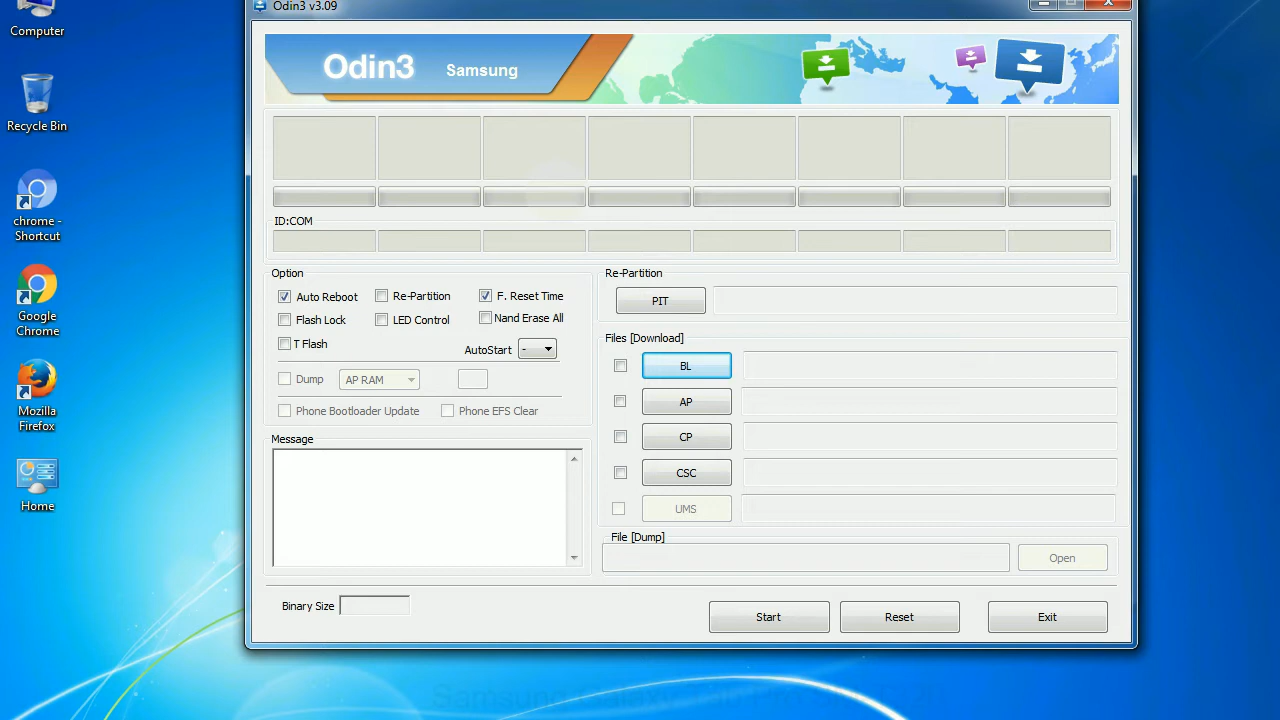 Odin3 v3.09
Computer
Recycle Bin
chrome -
Shortcut
Google
Chrome
Mozilla
Firefox
Home
Odin3 Samsung
ID:COM
Option
Auto Reboot
Re-Partition
F. Reset Time
Flash Lock
LED Control
Nand Erase All
T Flash
AutoStart -
Dump
AP RAM
Phone Bootloader Update
Phone EFS Clear
Message
Re-Partition
PIT
Files [Download]
BL
AP
CP
CSC
UMS
File [Dump]
Open
Binary Size
Start
Reset
Exit
Samsung Galaxy